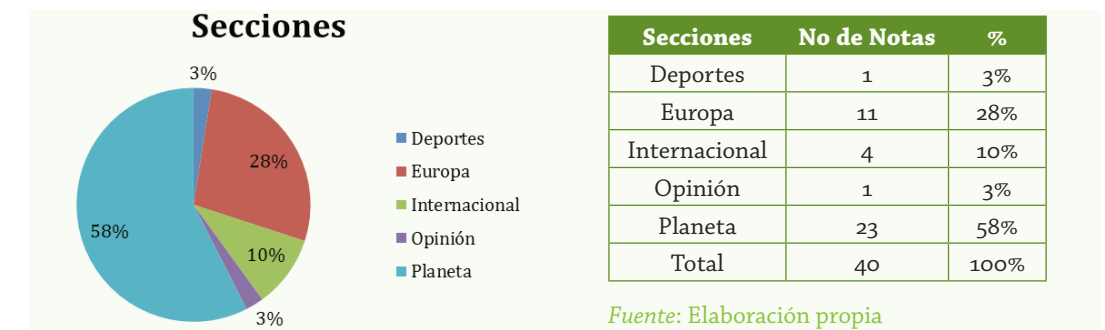 Secciones
3%
28%
10%
3%
58%
Deportes
Europa
Internacional
Opinión
Planeta
Secciones No de Notas %
Deportes 1 3%
Europa 11 28%
Internacional 4 10%
Opinión 1 3%
Planeta 23 58%
Total 40 100%
Fuente: Elaboración propia